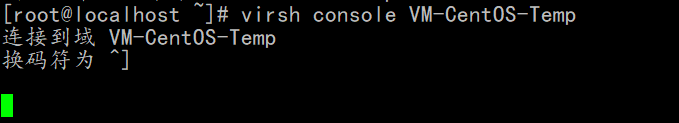 [root@localhost ~]# virsh console VM-CentOS-Temp
连接到域 VM-CentOS-Temp
换码符为 ^]